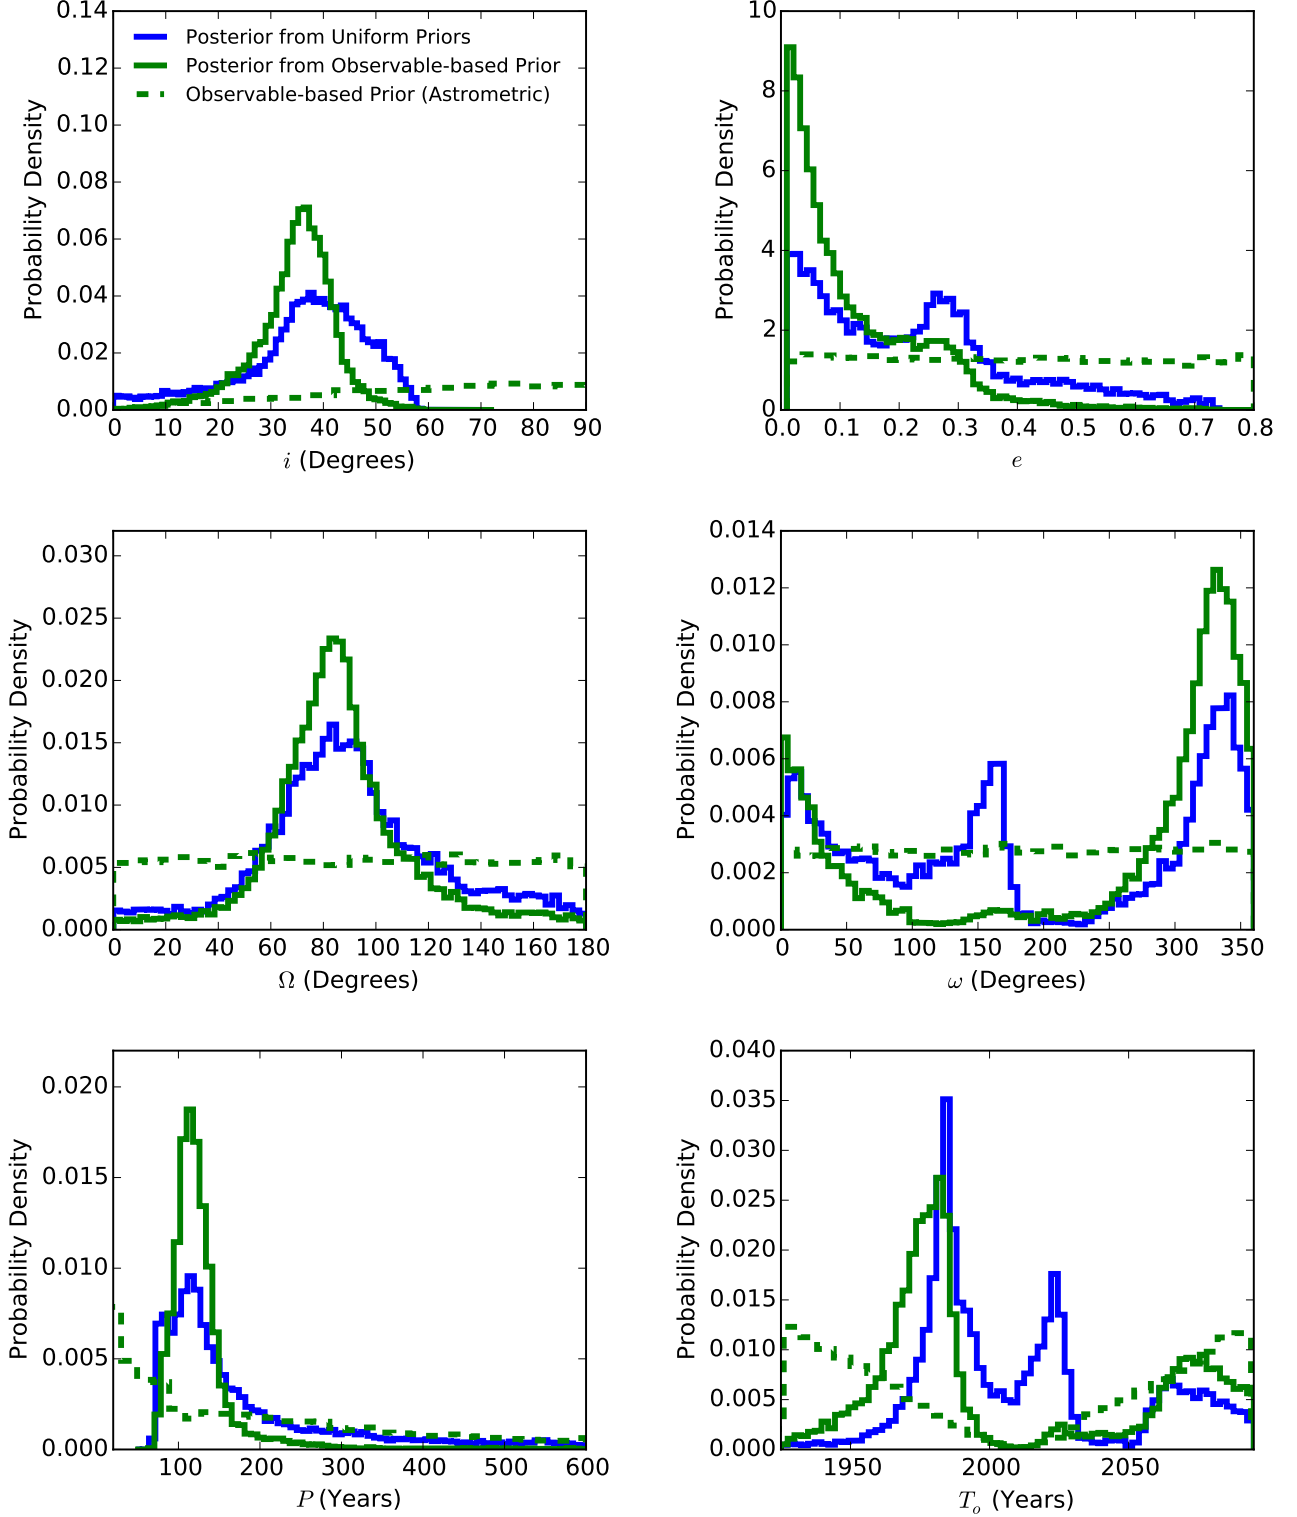 0.14
0.12
0.10
0.08
0.06
0.04
0.02
0.00
Probability Density
Posterior from Uniform Priors
Posterior from Observable-based Prior
Observable-based Prior (Astrometric)
0 10 20 30 40 50 60 70 80 90
i (Degrees)
10
8
6
4
2
0
Probability Density
0.0 0.1 0.2 0.3 0.4 0.5 0.6 0.7 0.8
e
0.030
0.025
0.020
0.015
0.010
0.005
0.000
Probability Density
0 20 40 60 80 100 120 140 160 180
Ω (Degrees)
0.014
0.012
0.010
0.008
0.006
0.004
0.002
0.000
Probability Density
0 50 100 150 200 250 300 350
ω (Degrees)
0.020
0.015
0.010
0.005
0.000
Probability Density
100 200 300 400 500 600
P (Years)
0.040
0.035
0.030
0.025
0.020
0.015
0.010
0.005
0.000
Probability Density
1950 2000 2050
T_o (Years)